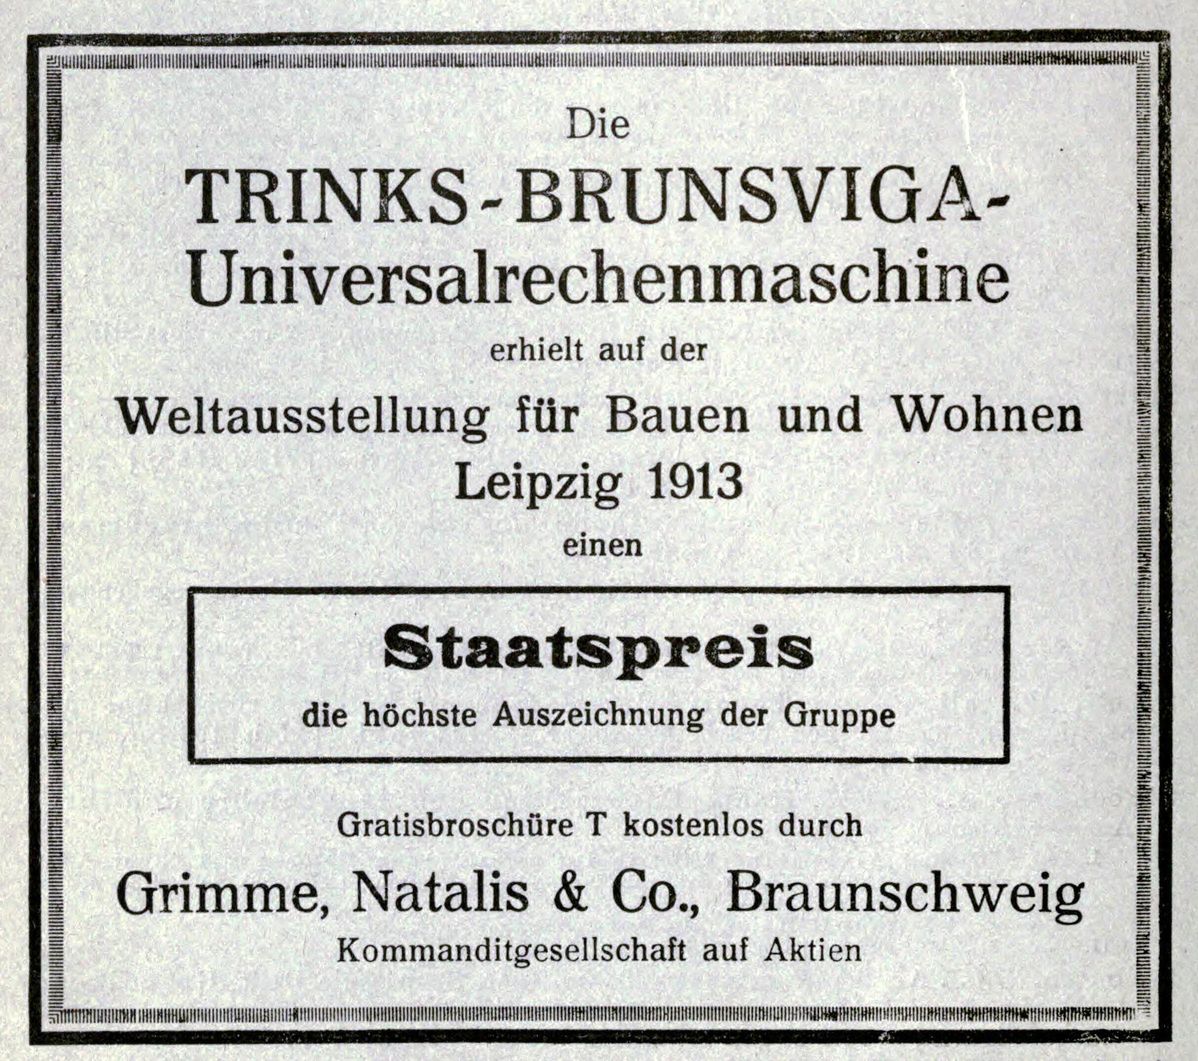 Die
TRINKS-BRUNSVIGA-
Universalrechenmaschine
erhielt auf der
Weltausstellung für Bauen und Wohnen
Leipzig 1913
einen
Staatspreis
die höchste Auszeichnung der Gruppe
Gratisbroschüre T kostenlos durch
Grimme, Natalis & Co., Braunschweig
Kommanditgesellschaft auf Aktien